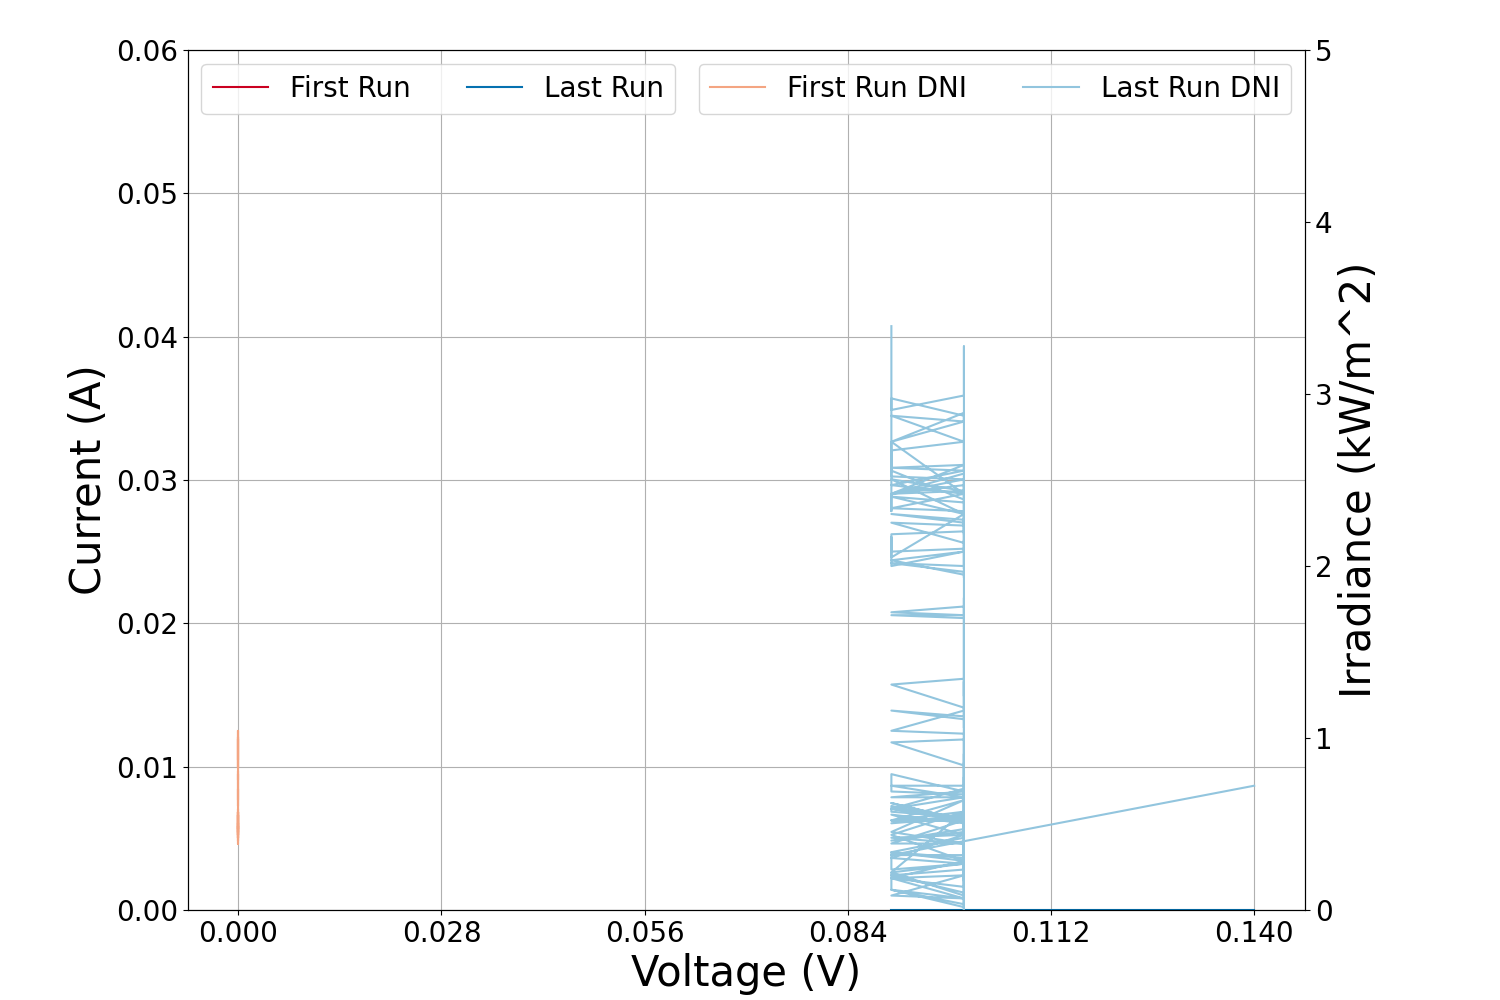 0.06
5
First Run
Last Run
First Run DNI
Last Run DNI
0.05
4
0.04
3
0.03
2
0.02
1
0.01
0.00
0
Current (A)
Irradiance (kW/m^2)
0.000
0.028
0.056
0.084
0.112
0.140
Voltage (V)